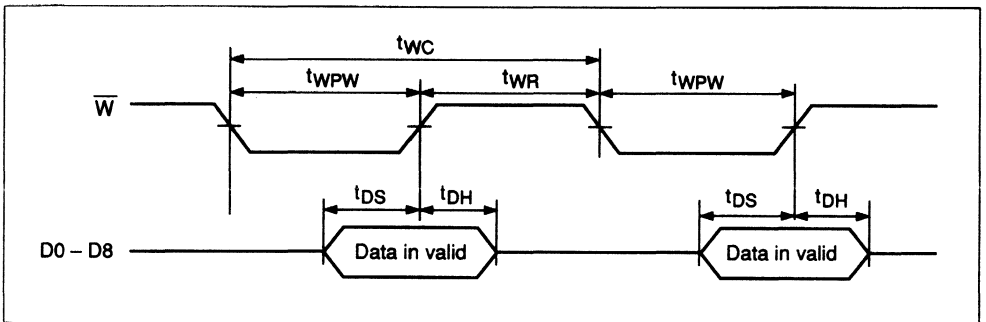 tWC
tWPW tWR tWPW
W
tDS tDH tDS tDH
D0 – D8 Data in valid Data in valid